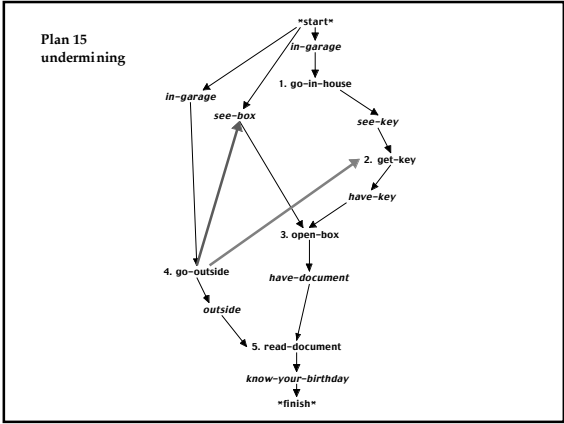 Plan 15
undermining
*start*
in-garage
1. go-in-house
in-garage
see-box
see-key
2. get-key
have-key
3. open-box
4. go-outside
have-document
outside
5. read-document
know-your-birthday
*finish*